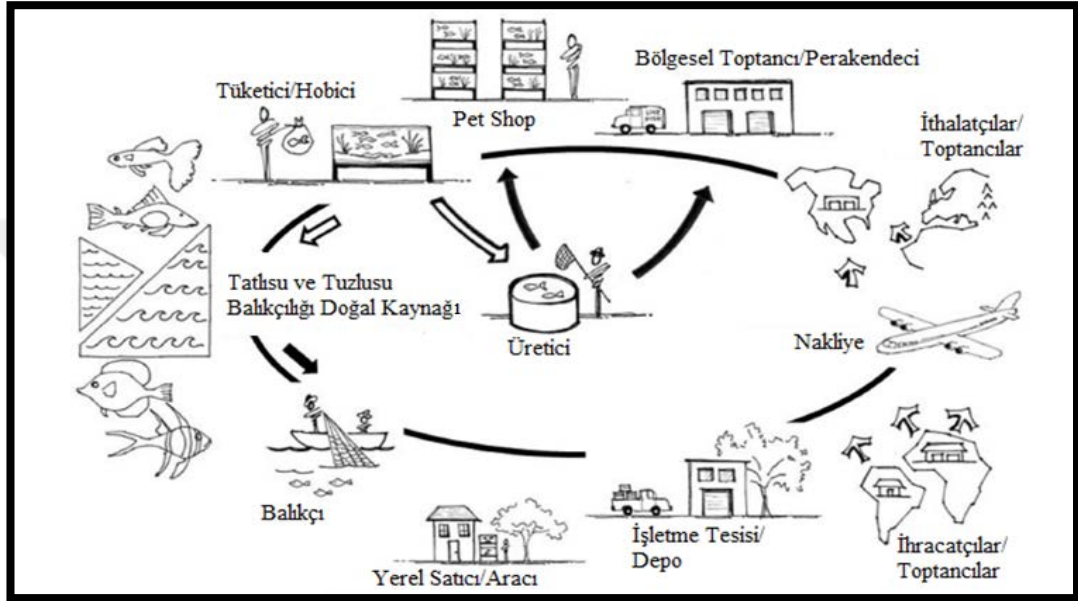 Bölgesel Toptancı/Perakendeci
Tüketici/Hobici
Pet Shop
İthalatçılar/
Toptancılar
Tatlısu ve Tuzlusu
Balıkçılığı Doğal Kaynağı
Üretici
Nakliye
Balıkçı
İşletme Tesisi/
Depo
İhracatçılar/
Toptancılar
Yerel Satıcı/Aracı